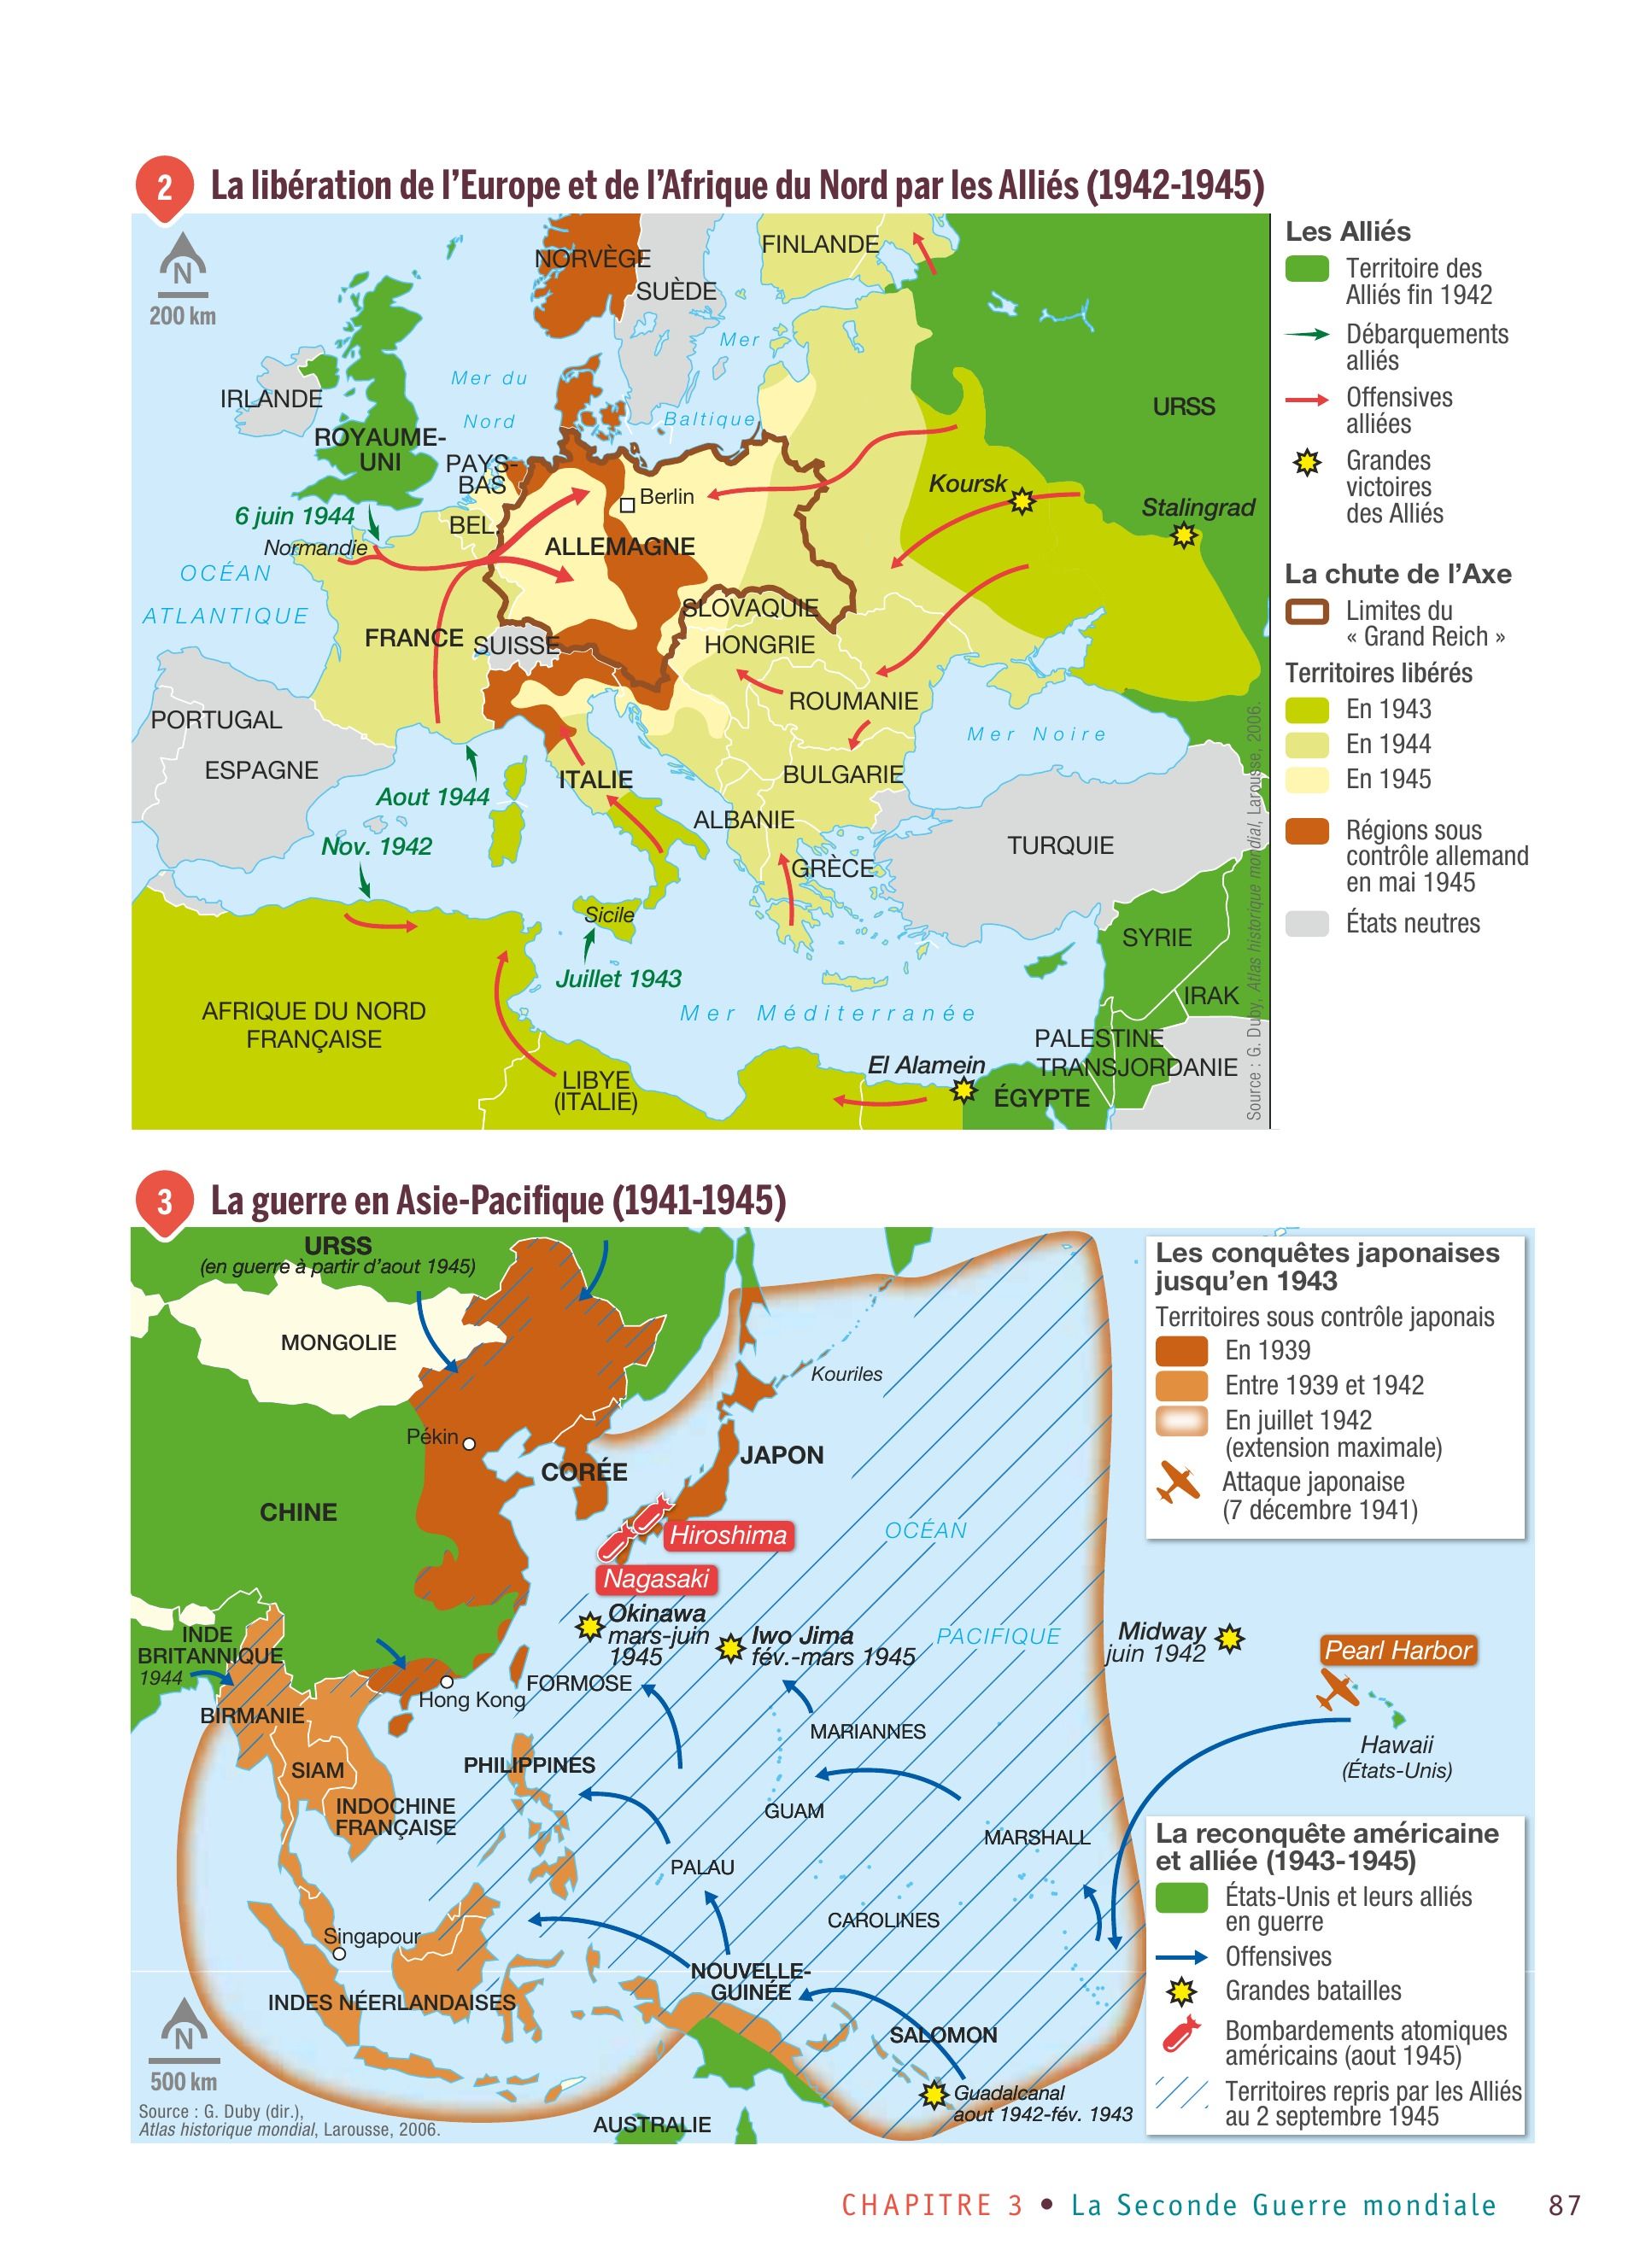 2 La libération de l'Europe et de l'Afrique du Nord par les Alliés (1942-1945)
N
200 km
NORVÈGE
SUÈDE
FINLANDE
Mer
Baltique
Mer du
Nord
IRLANDE
ROYAUME-
UNI
PAYS-
BAS
BEL.
Berlin
URSS
Koursk
Stalingrad
6 juin 1944
Normandie
ALLEMAGNE
OCÉAN
ATLANTIQUE
SLOVAQUIE
FRANCE
SUISSE
HONGRIE
ROUMANIE
PORTUGAL
ESPAGNE
Mer Noire
ITALIE
BULGARIE
Aout 1944
ALBANIE
Nov. 1942
TURQUIE
GRÈCE
Sicile
SYRIE
Juillet 1943
IRAK
AFRIQUE DU NORD
FRANÇAISE
Mer Méditerranée
PALESTINE
El Alamein
TRANSJORDANIE
LIBYE
(ITALIE)
ÉGYPTE
Source : G. Duby, Atlas historique mondial, Larousse, 2006.
Les Alliés
Territoire des
Alliés fin 1942
Débarquements
alliés
Offensives
alliées
Grandes
victoires
des Alliés
La chute de l'Axe
Limites du
« Grand Reich »
Territoires libérés
En 1943
En 1944
En 1945
Régions sous
contrôle allemand
en mai 1945
États neutres
3 La guerre en Asie-Pacifique (1941-1945)
URSS
(en guerre à partir d'aout 1945)
MONGOLIE
Kouriles
Pékin
JAPON
CORÉE
CHINE
OCÉAN
Hiroshima
Nagasaki
Okinawa
mars-juin
1945
Iwo Jima
fév.-mars 1945
PACIFIQUE
Midway
juin 1942
Pearl Harbor
INDE
BRITANNIQUE
1944
FORMOSE
Hong Kong
BIRMANIE
MARIANNES
Hawaii
(États-Unis)
SIAM
PHILIPPINES
INDOCHINE
FRANÇAISE
GUAM
MARSHALL
PALAU
CAROLINES
Singapour
NOUVELLE-
GUINÉE
INDES NÉERLANDAISES
SALOMON
N
500 km
Guadalcanal
aout 1942-fév. 1943
AUSTRALIE
Source : G. Duby (dir.),
Atlas historique mondial, Larousse, 2006.
Les conquêtes japonaises
jusqu'en 1943
Territoires sous contrôle japonais
En 1939
Entre 1939 et 1942
En juillet 1942
(extension maximale)
Attaque japonaise
(7 décembre 1941)
La reconquête américaine
et alliée (1943-1945)
États-Unis et leurs alliés
en guerre
Offensives
Grandes batailles
Bombardements atomiques
américains (aout 1945)
Territoires repris par les Alliés
au 2 septembre 1945
CHAPITRE 3 • La Seconde Guerre mondiale 87